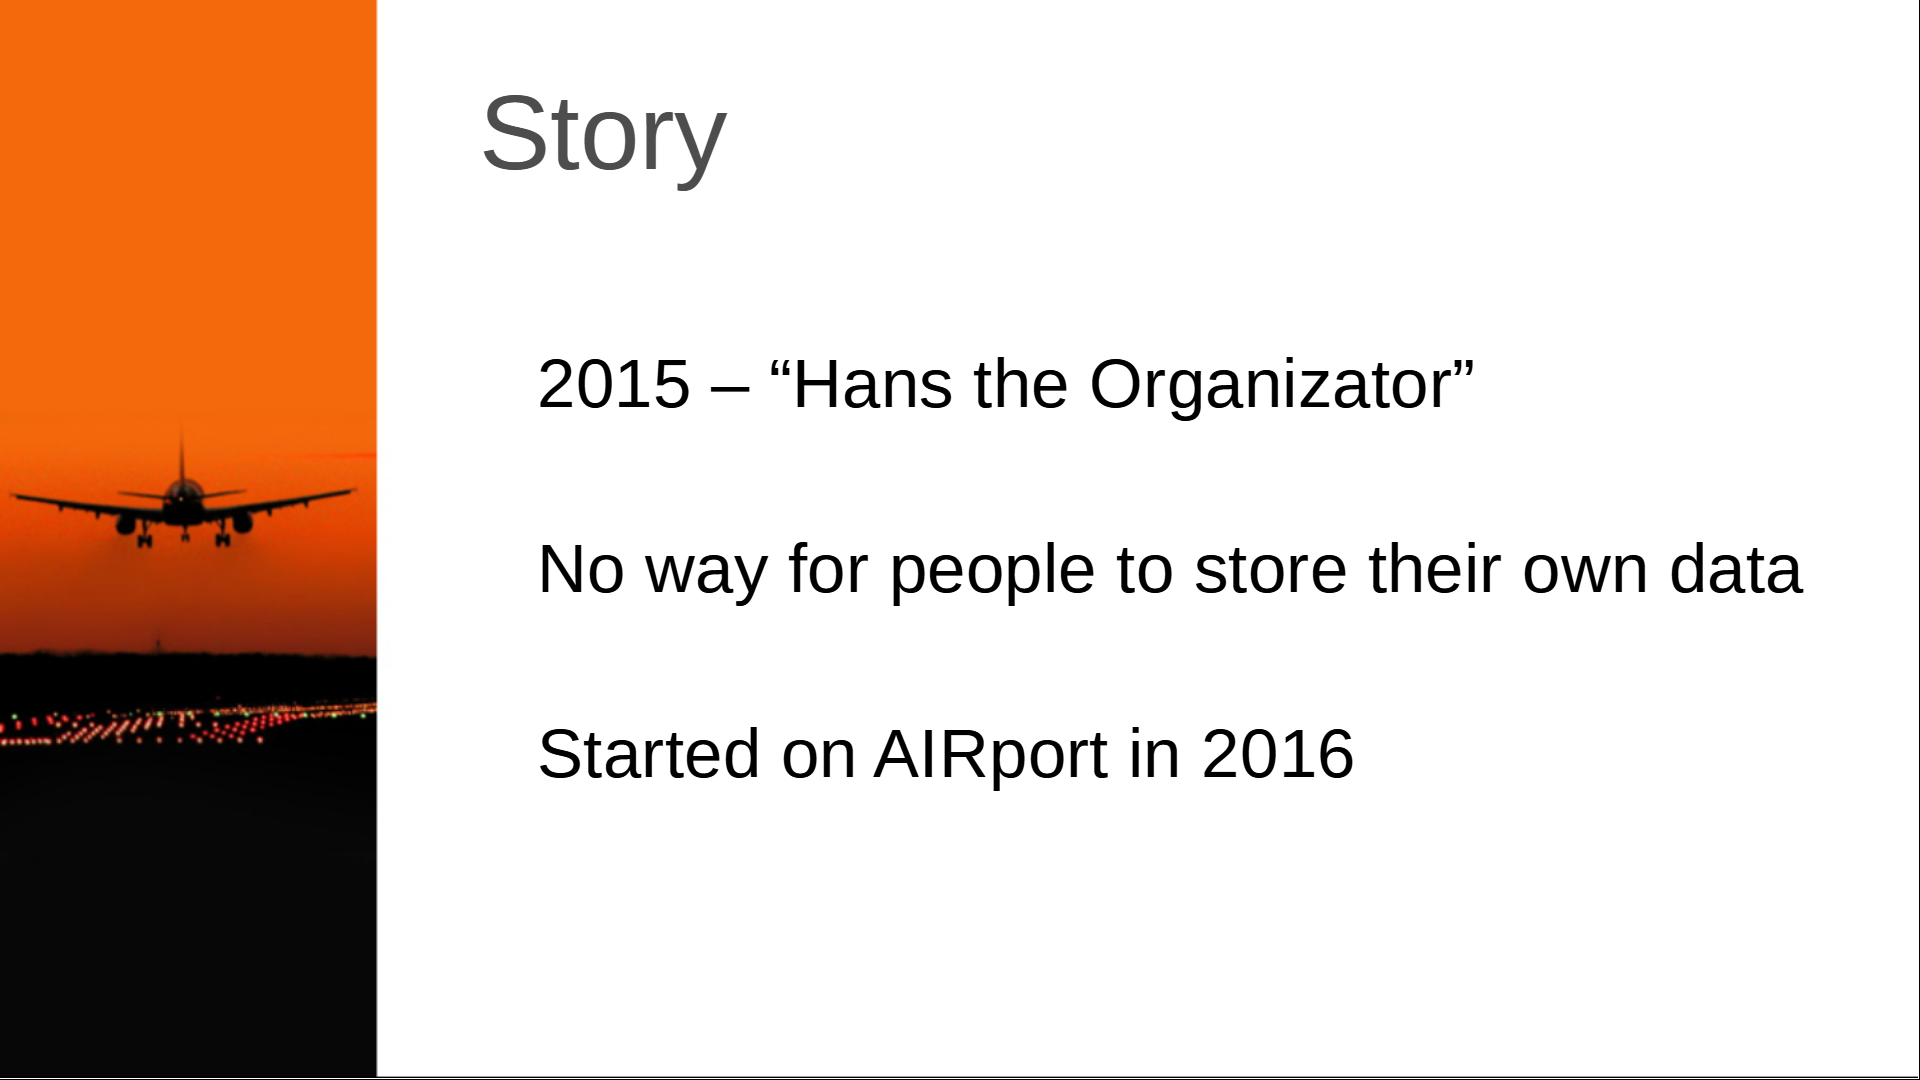 Story
2015 – “Hans the Organizator”
No way for people to store their own data
Started on AIRport in 2016